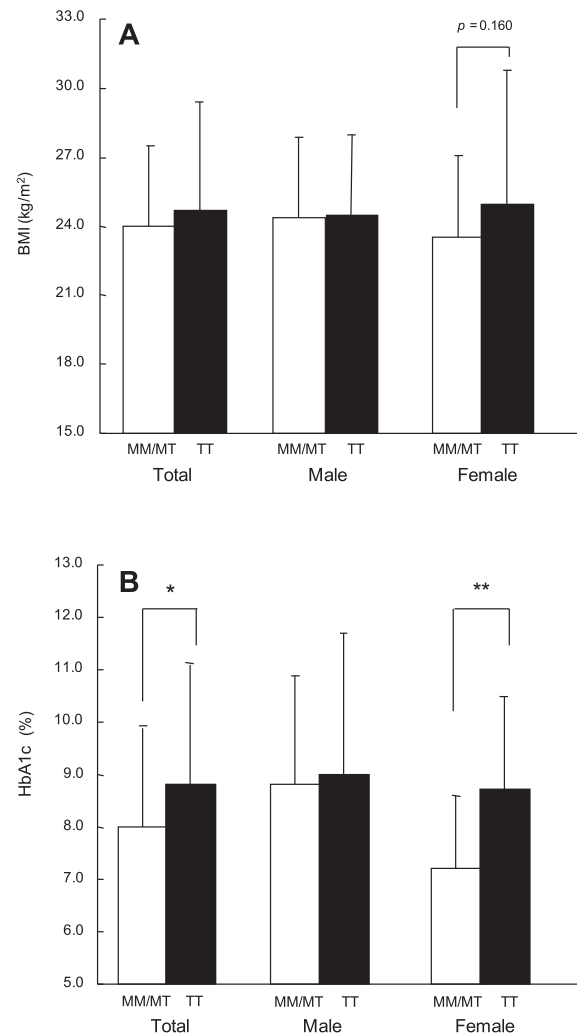 33.0
A
p = 0.160
30.0
27.0
24.0
21.0
18.0
15.0
BMI (kg/m²)
MM/MT TT MM/MT TT MM/MT TT
Total Male Female
13.0
B
* **
12.0
11.0
10.0
9.0
8.0
7.0
6.0
5.0
HbA1c (%)
MM/MT TT MM/MT TT MM/MT TT
Total Male Female